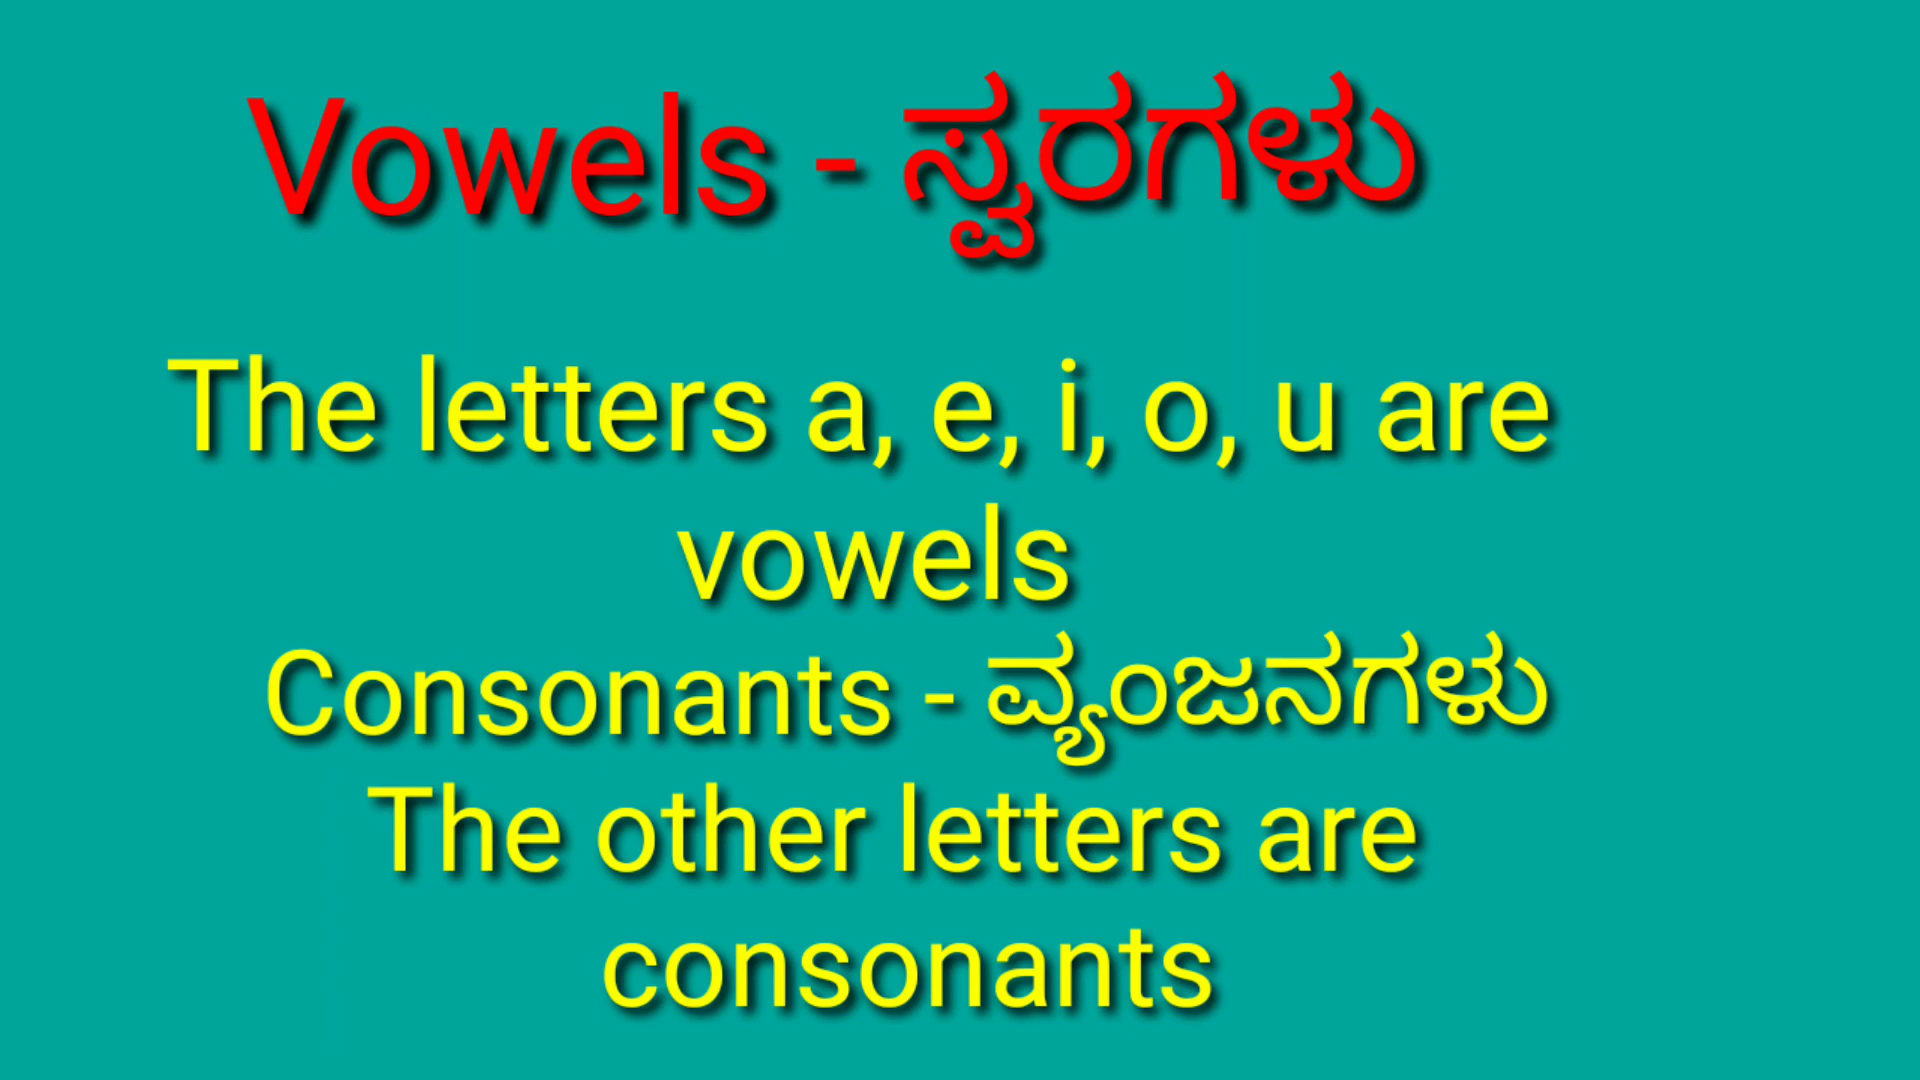 Vowels - ಸ್ವರಗಳು
The letters a, e, i, o, u are
vowels
Consonants - ವ್ಯಂಜನಗಳು
The other letters are
consonants